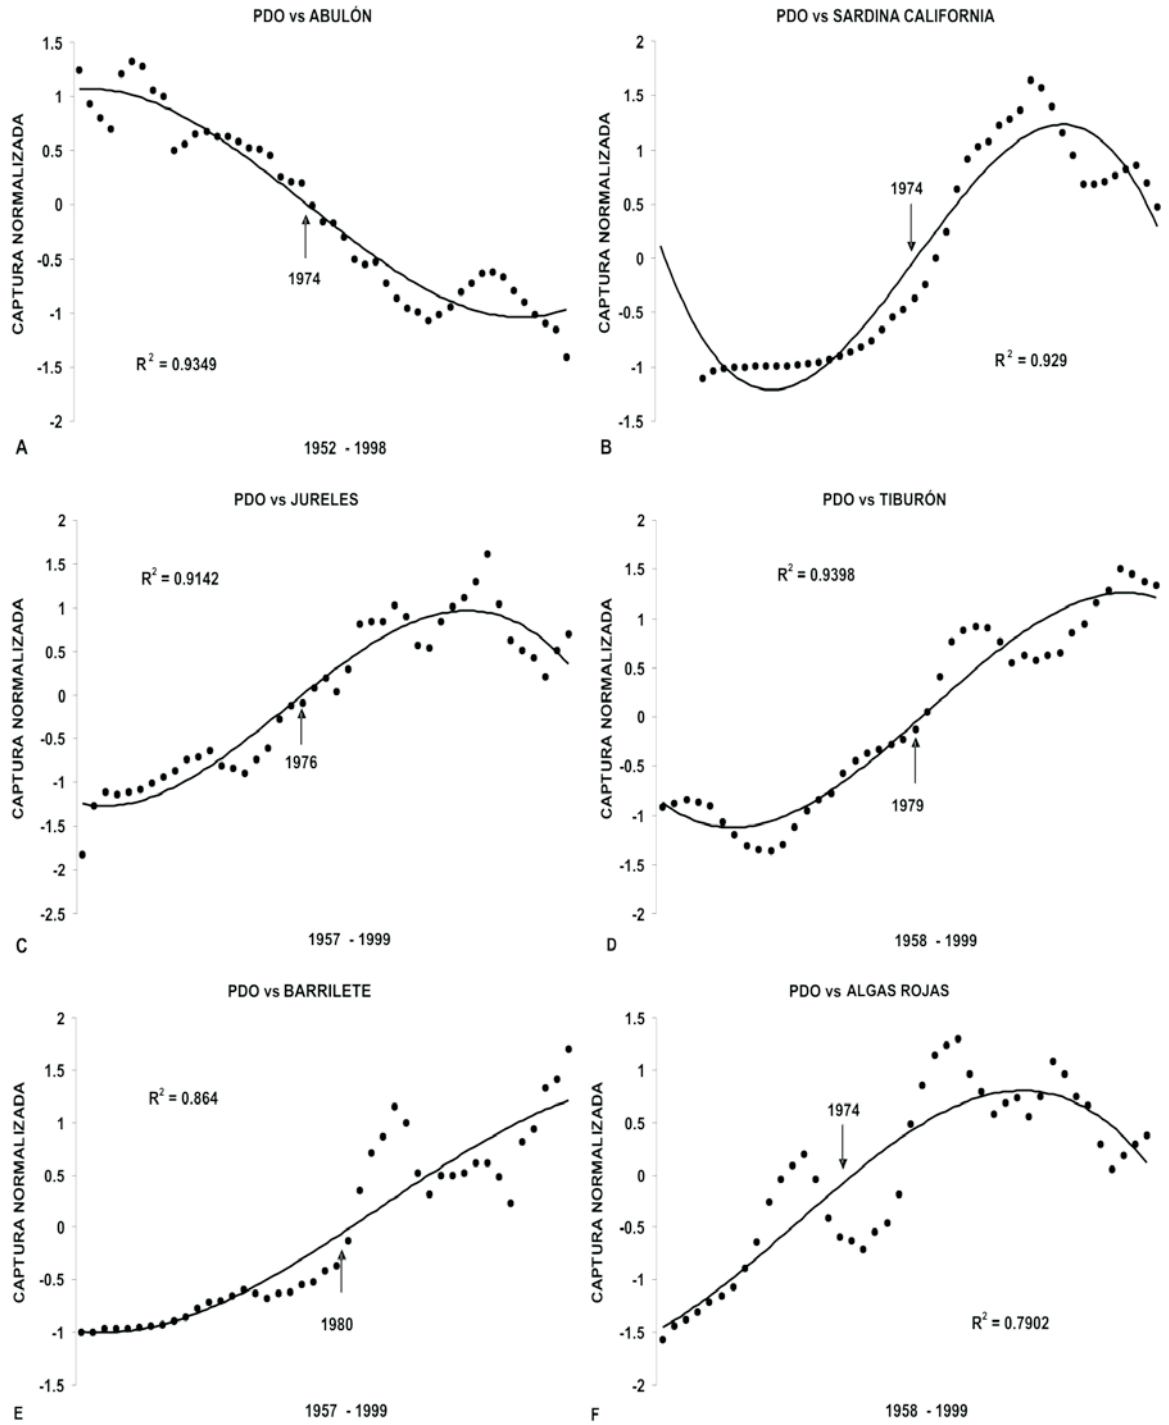 PDO vs ABULÓN
CAPTURA NORMALIZADA
1.5
1
0.5
0
-0.5
-1
-1.5
-2
1974
R² = 0.9349
A
1952 - 1998
PDO vs SARDINA CALIFORNIA
CAPTURA NORMALIZADA
2
1.5
1
0.5
0
-0.5
-1
-1.5
1974
R² = 0.929
B
PDO vs JURELES
CAPTURA NORMALIZADA
2
1.5
1
0.5
0
-0.5
-1
-1.5
-2
-2.5
R² = 0.9142
1976
C
1957 - 1999
PDO vs TIBURÓN
CAPTURA NORMALIZADA
2
1.5
1
0.5
0
-0.5
-1
-1.5
-2
R² = 0.9398
1979
D
1958 - 1999
PDO vs BARRILETE
CAPTURA NORMALIZADA
2
1.5
1
0.5
0
-0.5
-1
-1.5
R² = 0.864
1980
E
1957 - 1999
PDO vs ALGAS ROJAS
CAPTURA NORMALIZADA
1.5
1
0.5
0
-0.5
-1
-1.5
-2
1974
R² = 0.7902
F
1958 - 1999